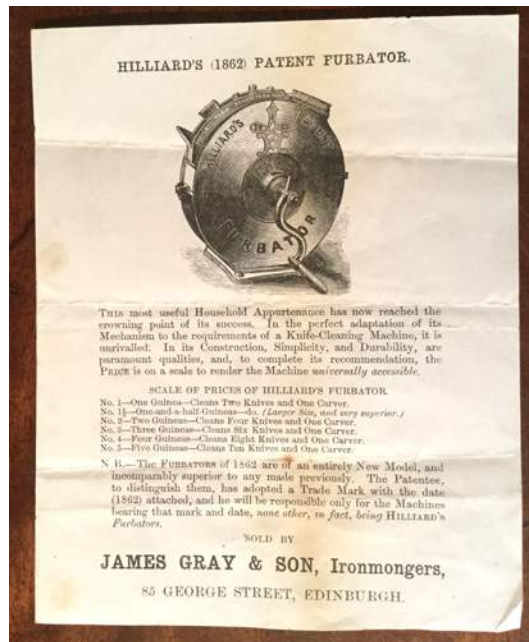 HILLIARD'S (1862) PATENT FURBATOR.
HILLIARD'S
FURBATOR
THIS most useful Household Appurtenance has now reached the
crowning point of its success. In the perfect adaptation of its
Mechanism to the requirements of a Knife-Cleaning Machine, it is
unrivalled. In its Construction, Simplicity, and Durability, are
paramount qualities, and, to complete its recommendation, the
PRICE is on a scale to render the Machine universally accessible.
SCALE OF PRICES OF HILLIARD'S FURBATOR.
No. 1—One Guinea—Cleans Two Knives and One Carver.
No. 1½—One-and-a-half Guineas—do. (Larger Size, and very superior.)
No. 2—Two Guineas—Cleans Four Knives and One Carver.
No. 3—Three Guineas—Cleans Six Knives and One Carver.
No. 4—Four Guineas—Cleans Eight Knives and One Carver.
No. 5—Five Guineas—Cleans Ten Knives and One Carver.
N.B.—The FURBATORS of 1862 are of an entirely New Model, and
incomparably superior to any made previously. The Patentee,
to distinguish them, has adopted a Trade Mark with the date
(1862) attached, and he will be responsible only for the Machines
bearing that mark and date, none other, in fact, being HILLIARD'S
Furbators.
SOLD BY
JAMES GRAY & SON, Ironmongers,
85 GEORGE STREET, EDINBURGH.